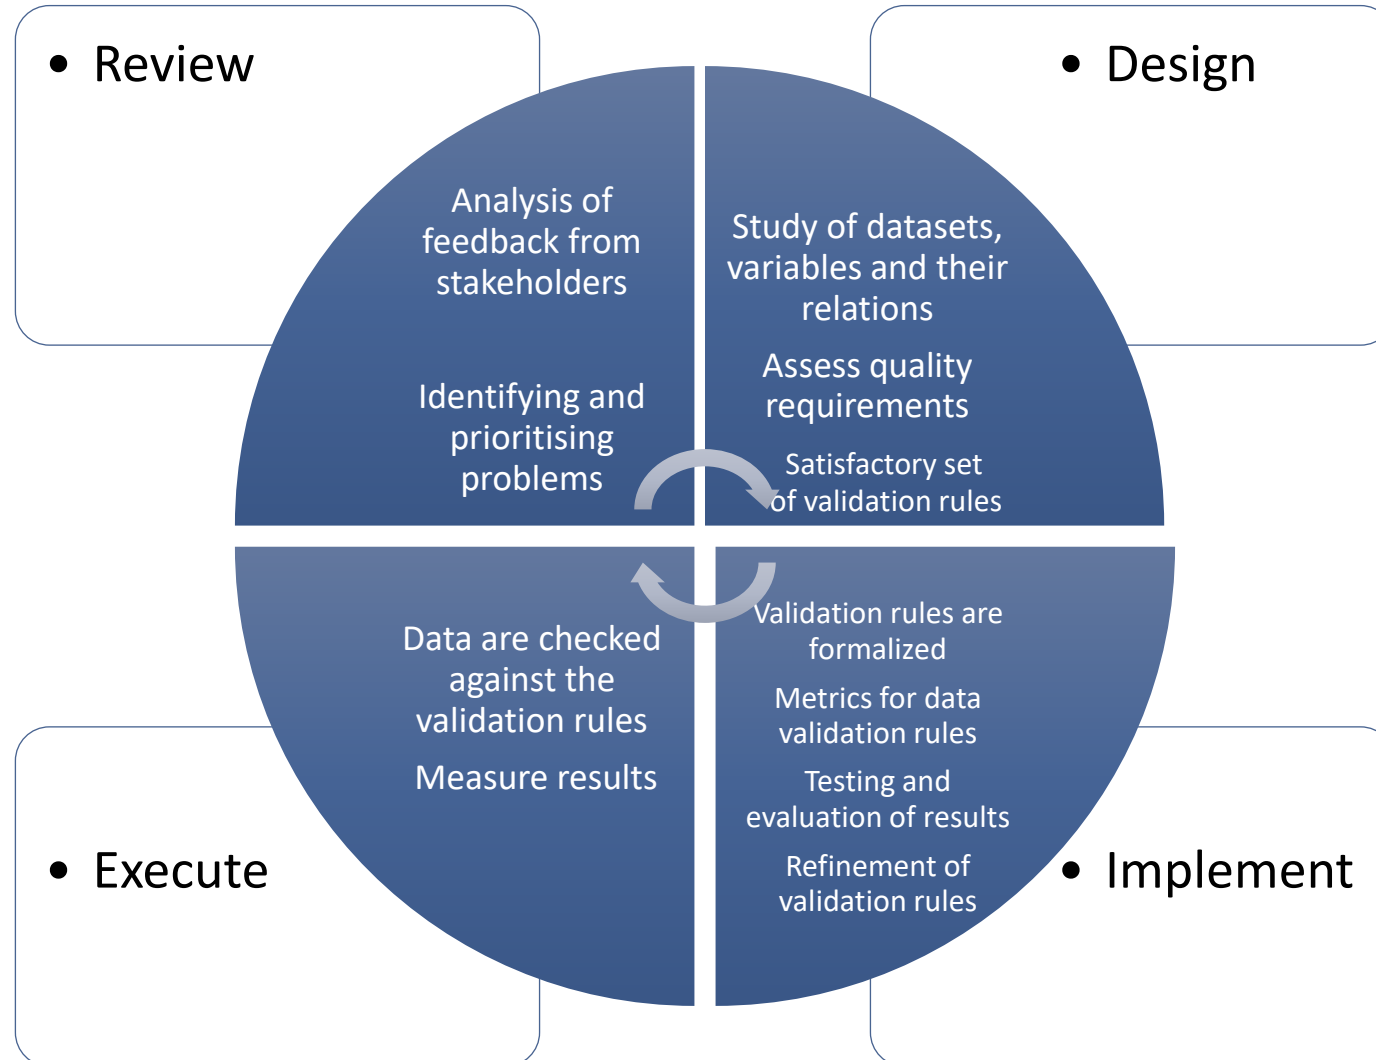 • Review
Analysis of
feedback from
stakeholders
Identifying and
prioritising
problems
• Design
Study of datasets,
variables and their
relations
Assess quality
requirements
Satisfactory set
of validation rules
• Execute
Data are checked
against the
validation rules
Measure results
• Implement
Validation rules are
formalized
Metrics for data
validation rules
Testing and
evaluation of results
Refinement of
validation rules